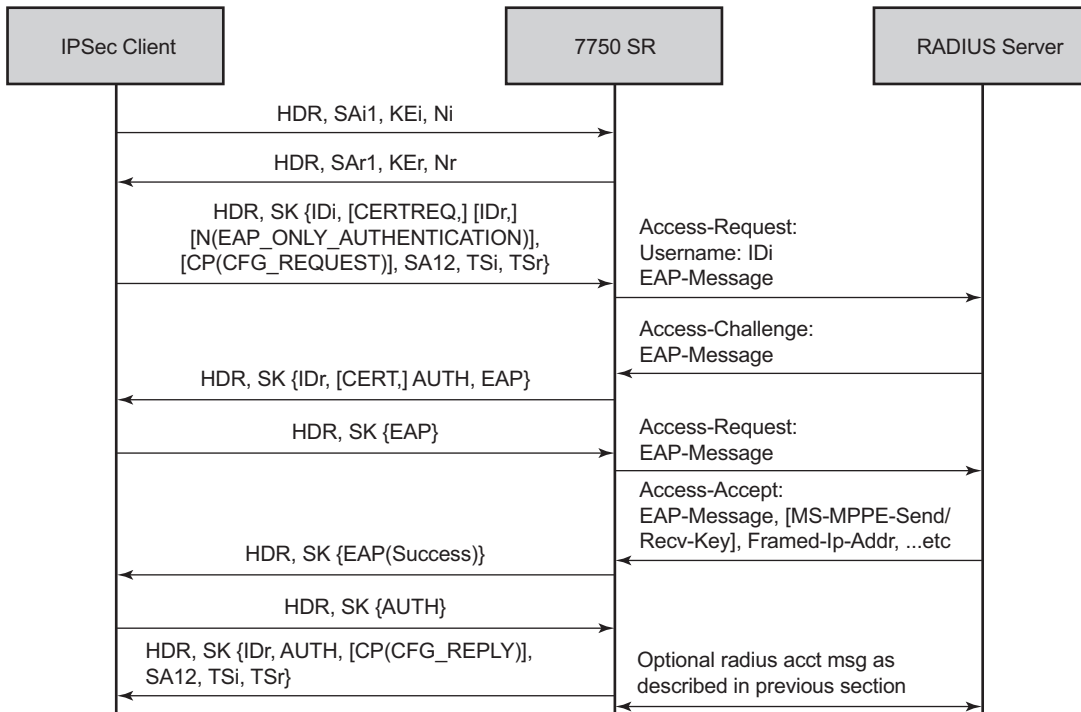 IPSec Client
7750 SR
RADIUS Server
HDR, SAi1, KEi, Ni
HDR, SAr1, KEr, Nr
HDR, SK {IDi, [CERTREQ,] [IDr,]
[N(EAP_ONLY_AUTHENTICATION)],
[CP(CFG_REQUEST)], SA12, TSi, TSr}
Access-Request:
Username: IDi
EAP-Message
Access-Challenge:
EAP-Message
HDR, SK {IDr, [CERT,] AUTH, EAP}
HDR, SK {EAP}
Access-Request:
EAP-Message
Access-Accept:
EAP-Message, [MS-MPPE-Send/
Recv-Key], Framed-Ip-Addr, ...etc
HDR, SK {EAP(Success)}
HDR, SK {AUTH}
HDR, SK {IDr, AUTH, [CP(CFG_REPLY)],
SA12, TSi, TSr}
Optional radius acct msg as
described in previous section